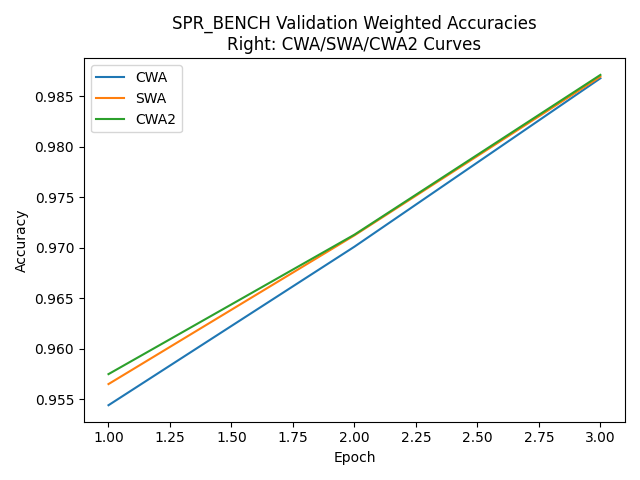 SPR_BENCH Validation Weighted Accuracies
Right: CWA/SWA/CWA2 Curves
CWA
SWA
CWA2
Accuracy
0.985
0.980
0.975
0.970
0.965
0.960
0.955
1.00 1.25 1.50 1.75 2.00 2.25 2.50 2.75 3.00
Epoch